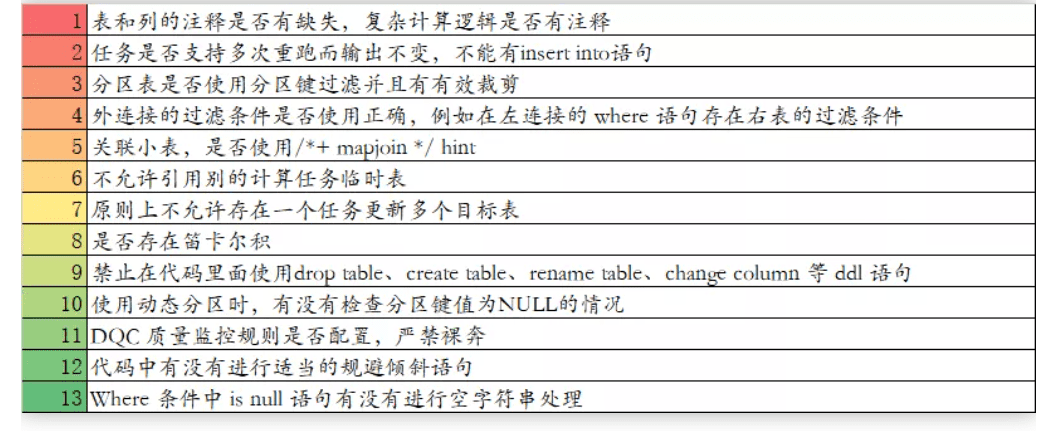 1 表和列的注释是否有缺失，复杂计算逻辑是否有注释
2 任务是否支持多次重跑而输出不变，不能有insert into语句
3 分区表是否使用分区键过滤并且有有效裁剪
4 外连接的过滤条件是否使用正确，例如在左连接的 where 语句存在右表的过滤条件
5 关联小表，是否使用/*+ mapjoin */ hint
6 不允许引用别的计算任务临时表
7 原则上不允许存在一个任务更新多个目标表
8 是否存在笛卡尔积
9 禁止在代码里面使用drop table、create table、rename table、change column 等 ddl 语句
10 使用动态分区时，有没有检查分区键值为NULL的情况
11 DQC 质量监控规则是否配置，严禁裸奔
12 代码中有没有进行适当的规避倾斜语句
13 Where 条件中 is null 语句有没有进行空字符串处理